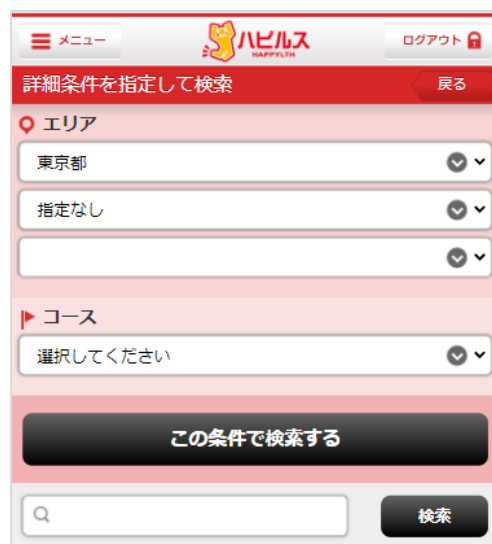 メニュー
ハピルス
HAPPYLTH
ログアウト
詳細条件を指定して検索
戻る
エリア
東京都
指定なし
コース
選択してください
この条件で検索する
検索